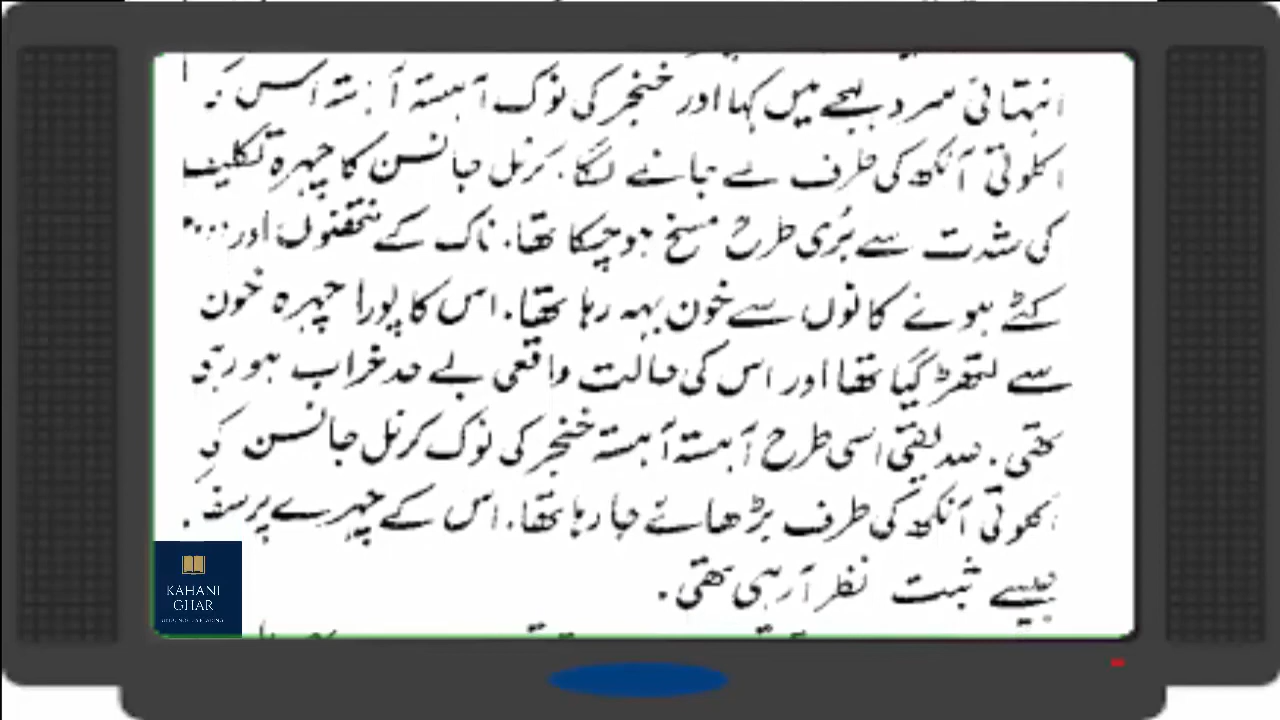 انتہائی سرد لہجے میں کہا اور خنجر کی نوک آہستہ آہستہ اس کی
اکلوتی آنکھ کی طرف لے جانے لگا. کرنل جانسن کا چہرہ تکلیف
کی شدت سے بُری طرح مسخ ہو چکا تھا. ناک کے نتھنوں اور
کٹے ہوئے کانوں سے خون بہہ رہا تھا. اس کا پورا چہرہ خون
سے لتھڑ گیا تھا اور اس کی حالت واقعی بے حد خراب ہو رہی
تھی. صدیقی اسی طرح آہستہ آہستہ خنجر کی نوک کرنل جانسن کی
اکلوتی آنکھ کی طرف بڑھائے جا رہا تھا. اس کے چہرے پر
جیسے ثبت نظر آ رہی تھی.
KAHANI
GHAR